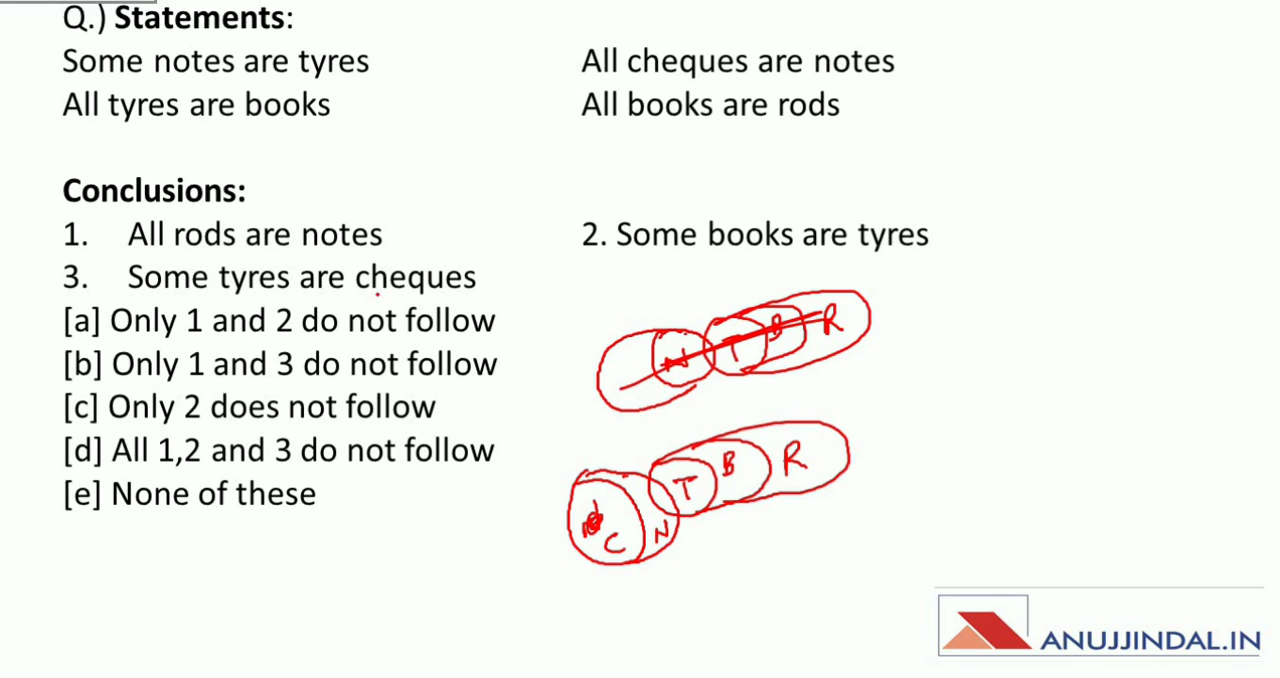 Q.) Statements:
Some notes are tyres All cheques are notes
All tyres are books All books are rods
Conclusions:
1. All rods are notes 2. Some books are tyres
3. Some tyres are cheques
[a] Only 1 and 2 do not follow
[b] Only 1 and 3 do not follow
[c] Only 2 does not follow
[d] All 1,2 and 3 do not follow
[e] None of these
N T B R
T B R
C N
ANUJJINDAL.IN